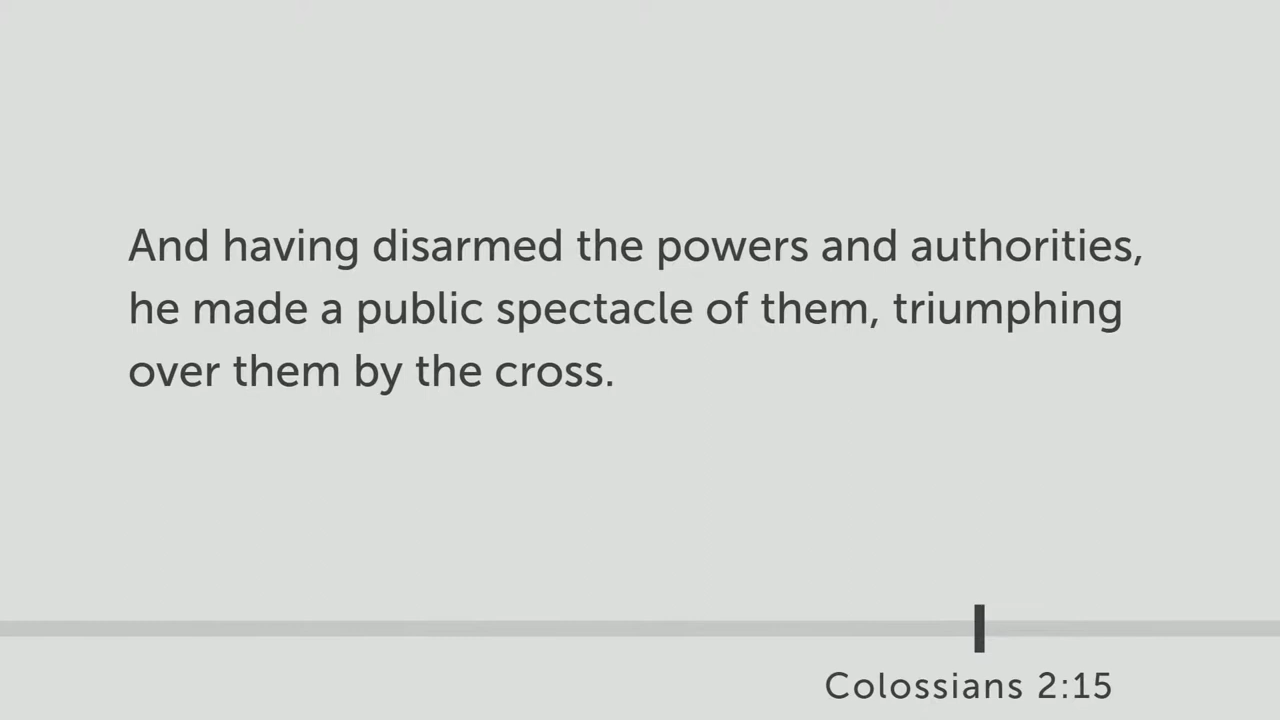 And having disarmed the powers and authorities,
he made a public spectacle of them, triumphing
over them by the cross.
Colossians 2:15